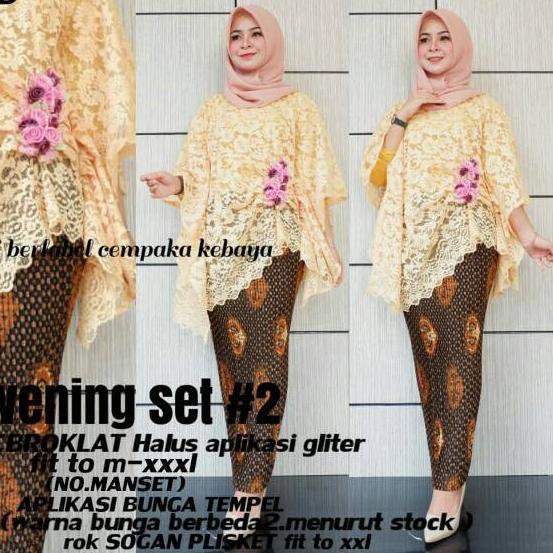 berlabel cempaka kebaya
vening set #2
BROKLAT Halus aplikasi gliter
fit to m-xxxl
(NO.MANSET)
APLIKASI BUNGA TEMPEL
(warna bunga berbeda2.menurut stock )
rok SOGAN PLISKET fit to xxl